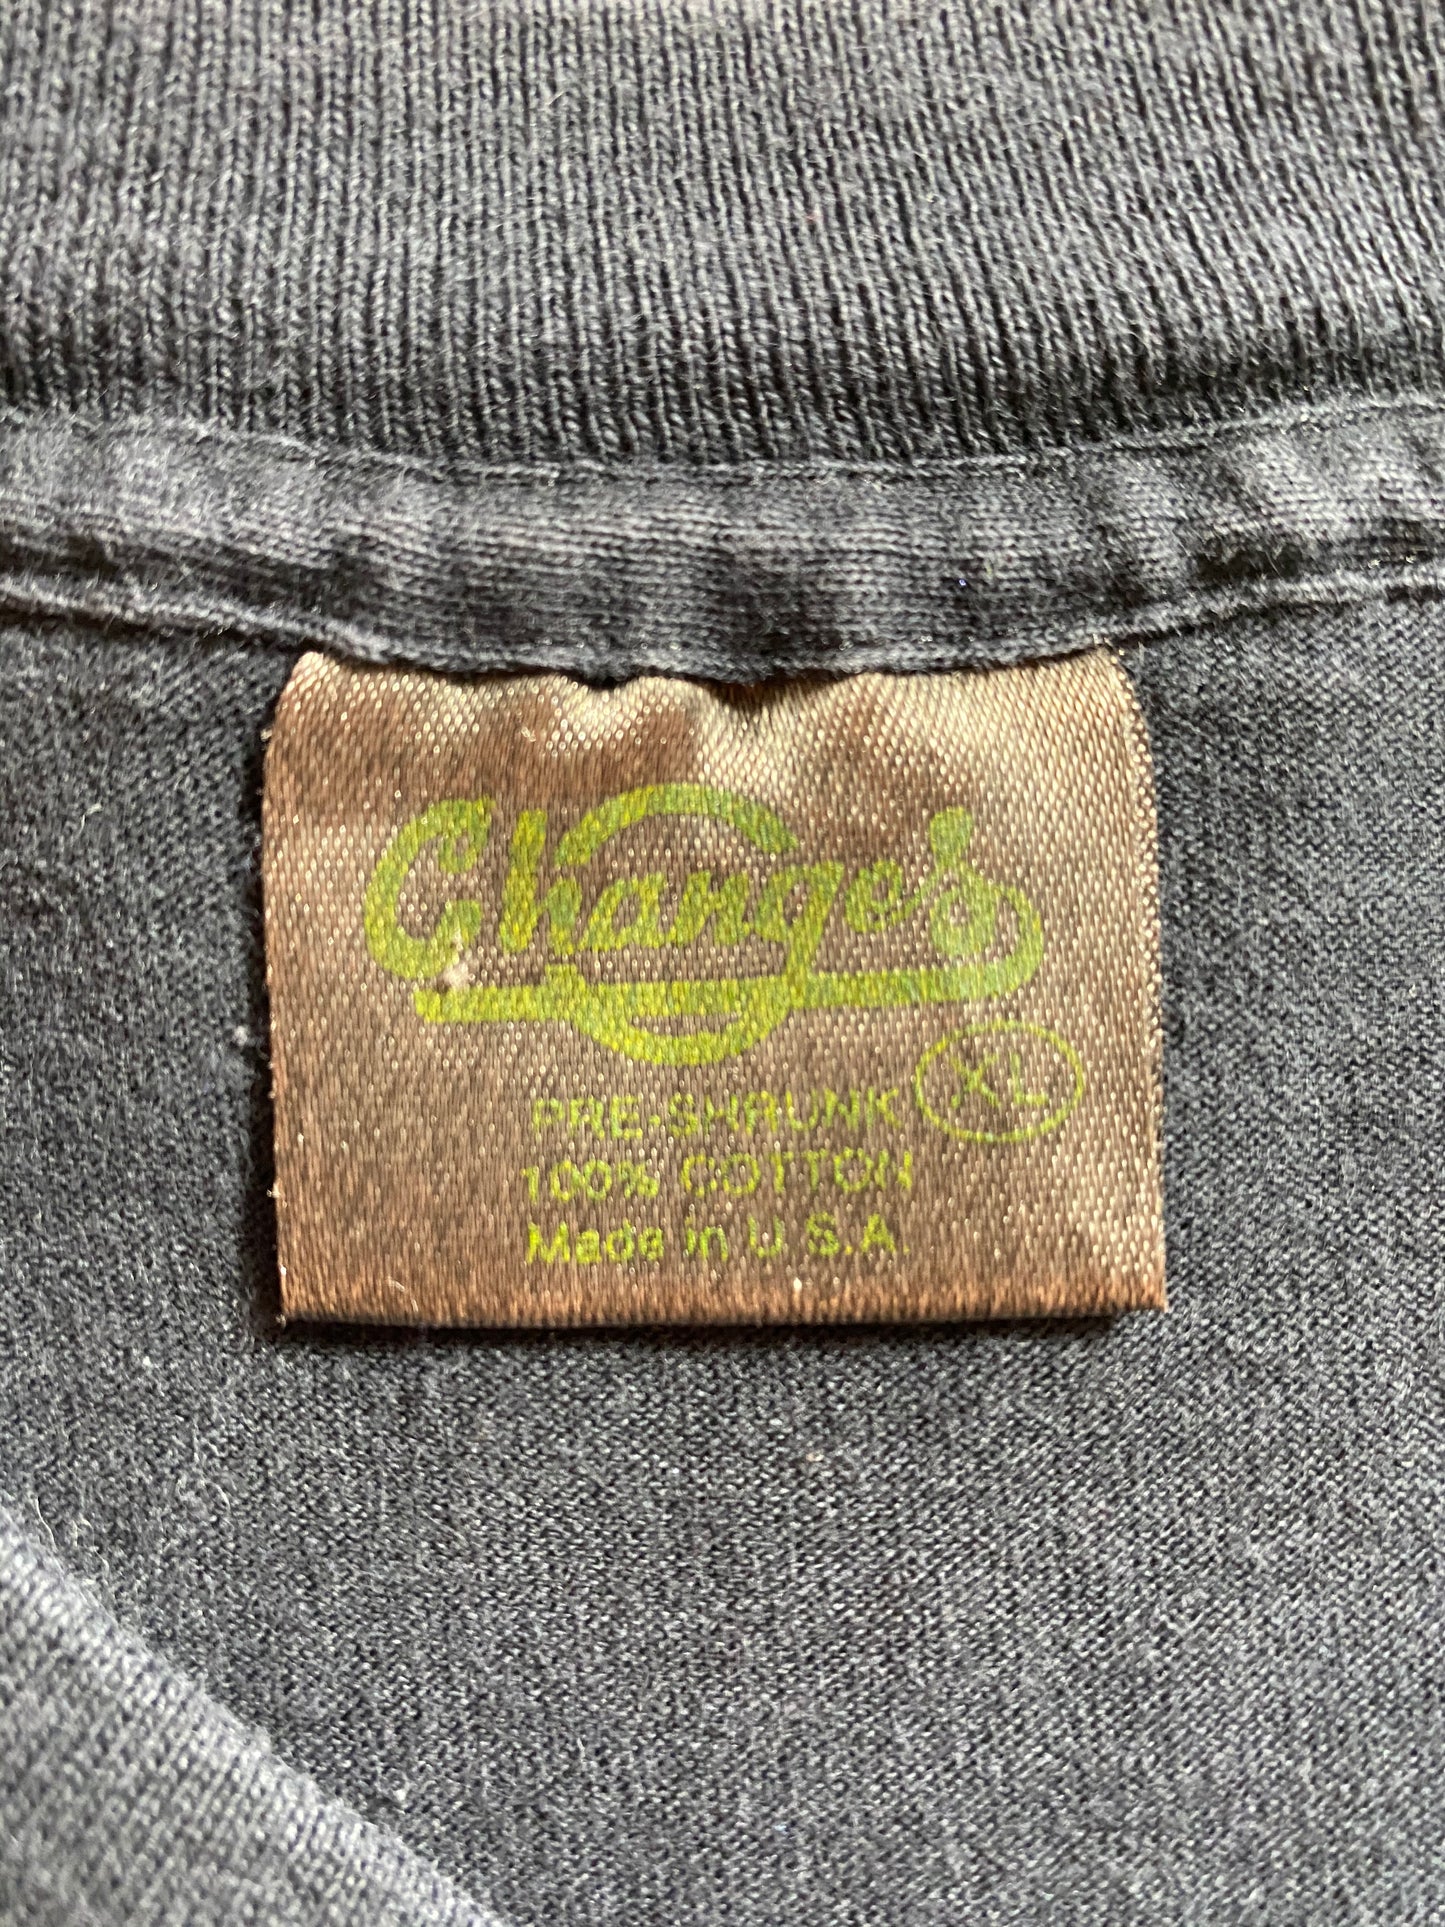 Changes
XL
PRE-SHRUNK
100% COTTON
Made in U.S.A.